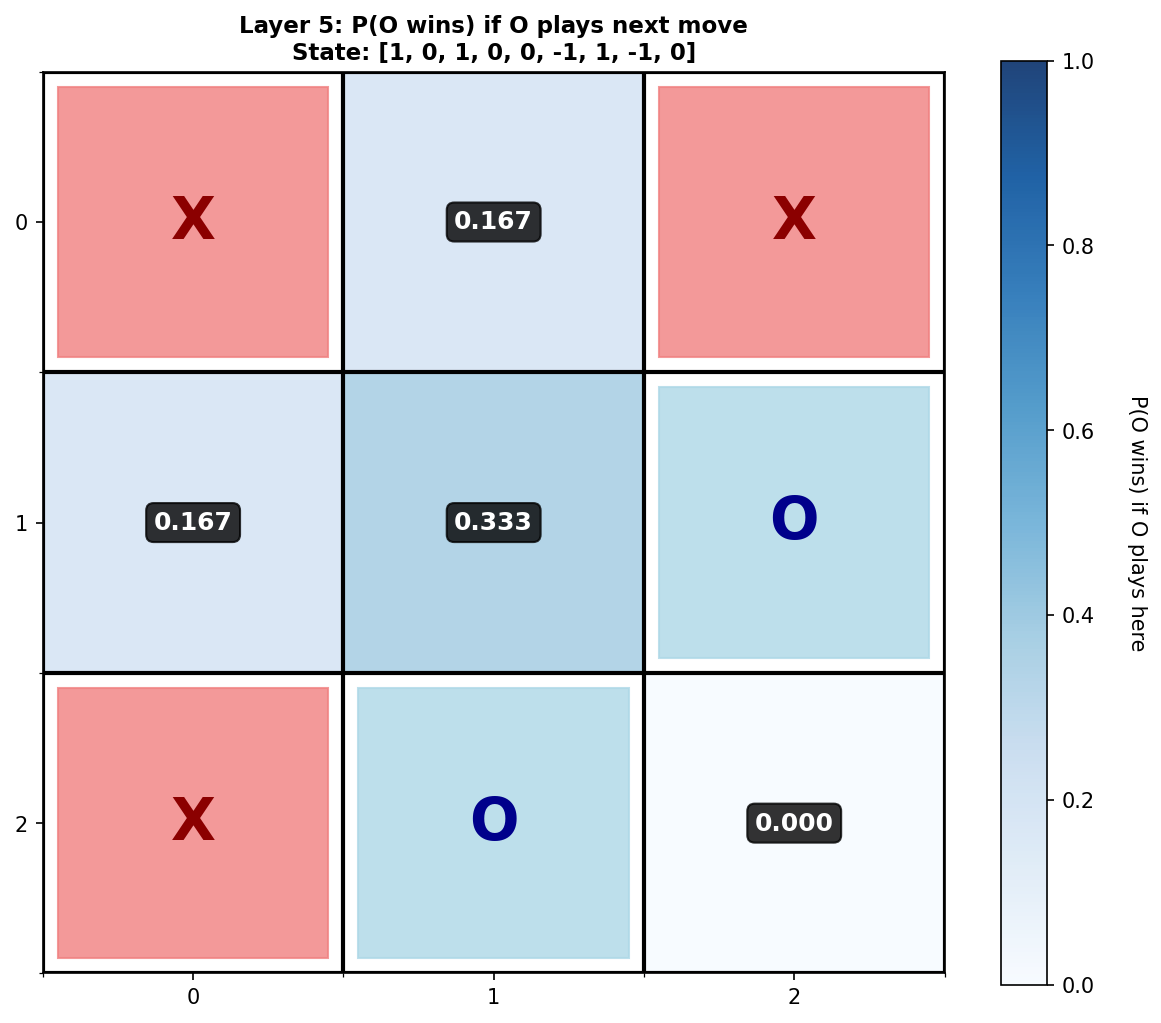 Layer 5: P(O wins) if O plays next move
State: [1, 0, 1, 0, 0, -1, 1, -1, 0]
X
0.167
X
0.167
0.333
O
X
O
0.000
0
1
2
0
1
2
1.0
0.8
0.6
0.4
0.2
0.0
P(O wins) if O plays here